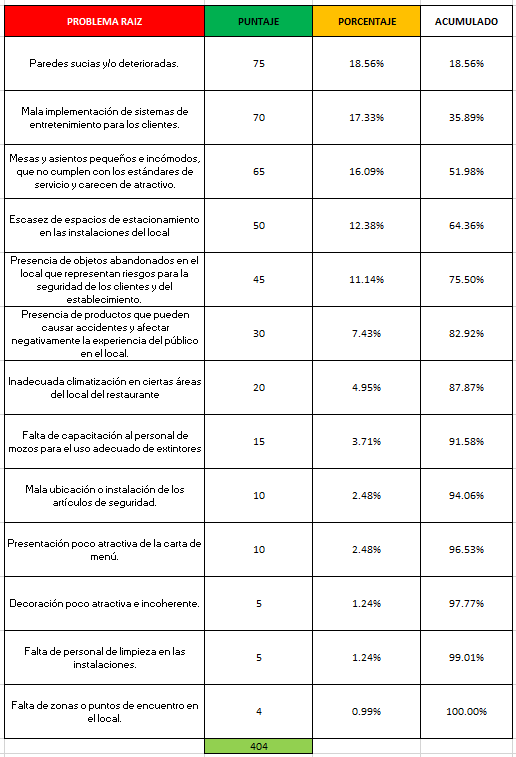 PROBLEMA RAIZ PUNTAJE PORCENTAJE ACUMULADO
Paredes sucias y/o deterioradas. 75 18.56% 18.56%
Mala implementación de sistemas de
entretenimiento para los clientes. 70 17.33% 35.89%
Mesas y asientos pequeños e incómodos,
que no cumplen con los estándares de
servicio y carecen de atractivo. 65 16.09% 51.98%
Escasez de espacios de estacionamiento
en las instalaciones del local 50 12.38% 64.36%
Presencia de objetos abandonados en el
local que representan riesgos para la
seguridad de los clientes y del
establecimiento. 45 11.14% 75.50%
Presencia de productos que pueden
causar accidentes y afectar
negativamente la experiencia del público
en el local. 30 7.43% 82.92%
Inadecuada climatización en ciertas áreas
del local del restaurante 20 4.95% 87.87%
Falta de capacitación al personal de
mozos para el uso adecuado de extintores 15 3.71% 91.58%
Mala ubicación o instalación de los
artículos de seguridad. 10 2.48% 94.06%
Presentación poco atractiva de la carta de
menú. 10 2.48% 96.53%
Decoración poco atractiva e incoherente. 5 1.24% 97.77%
Falta de personal de limpieza en las
instalaciones. 5 1.24% 99.01%
Falta de zonas o puntos de encuentro en
el local. 4 0.99% 100.00%
404